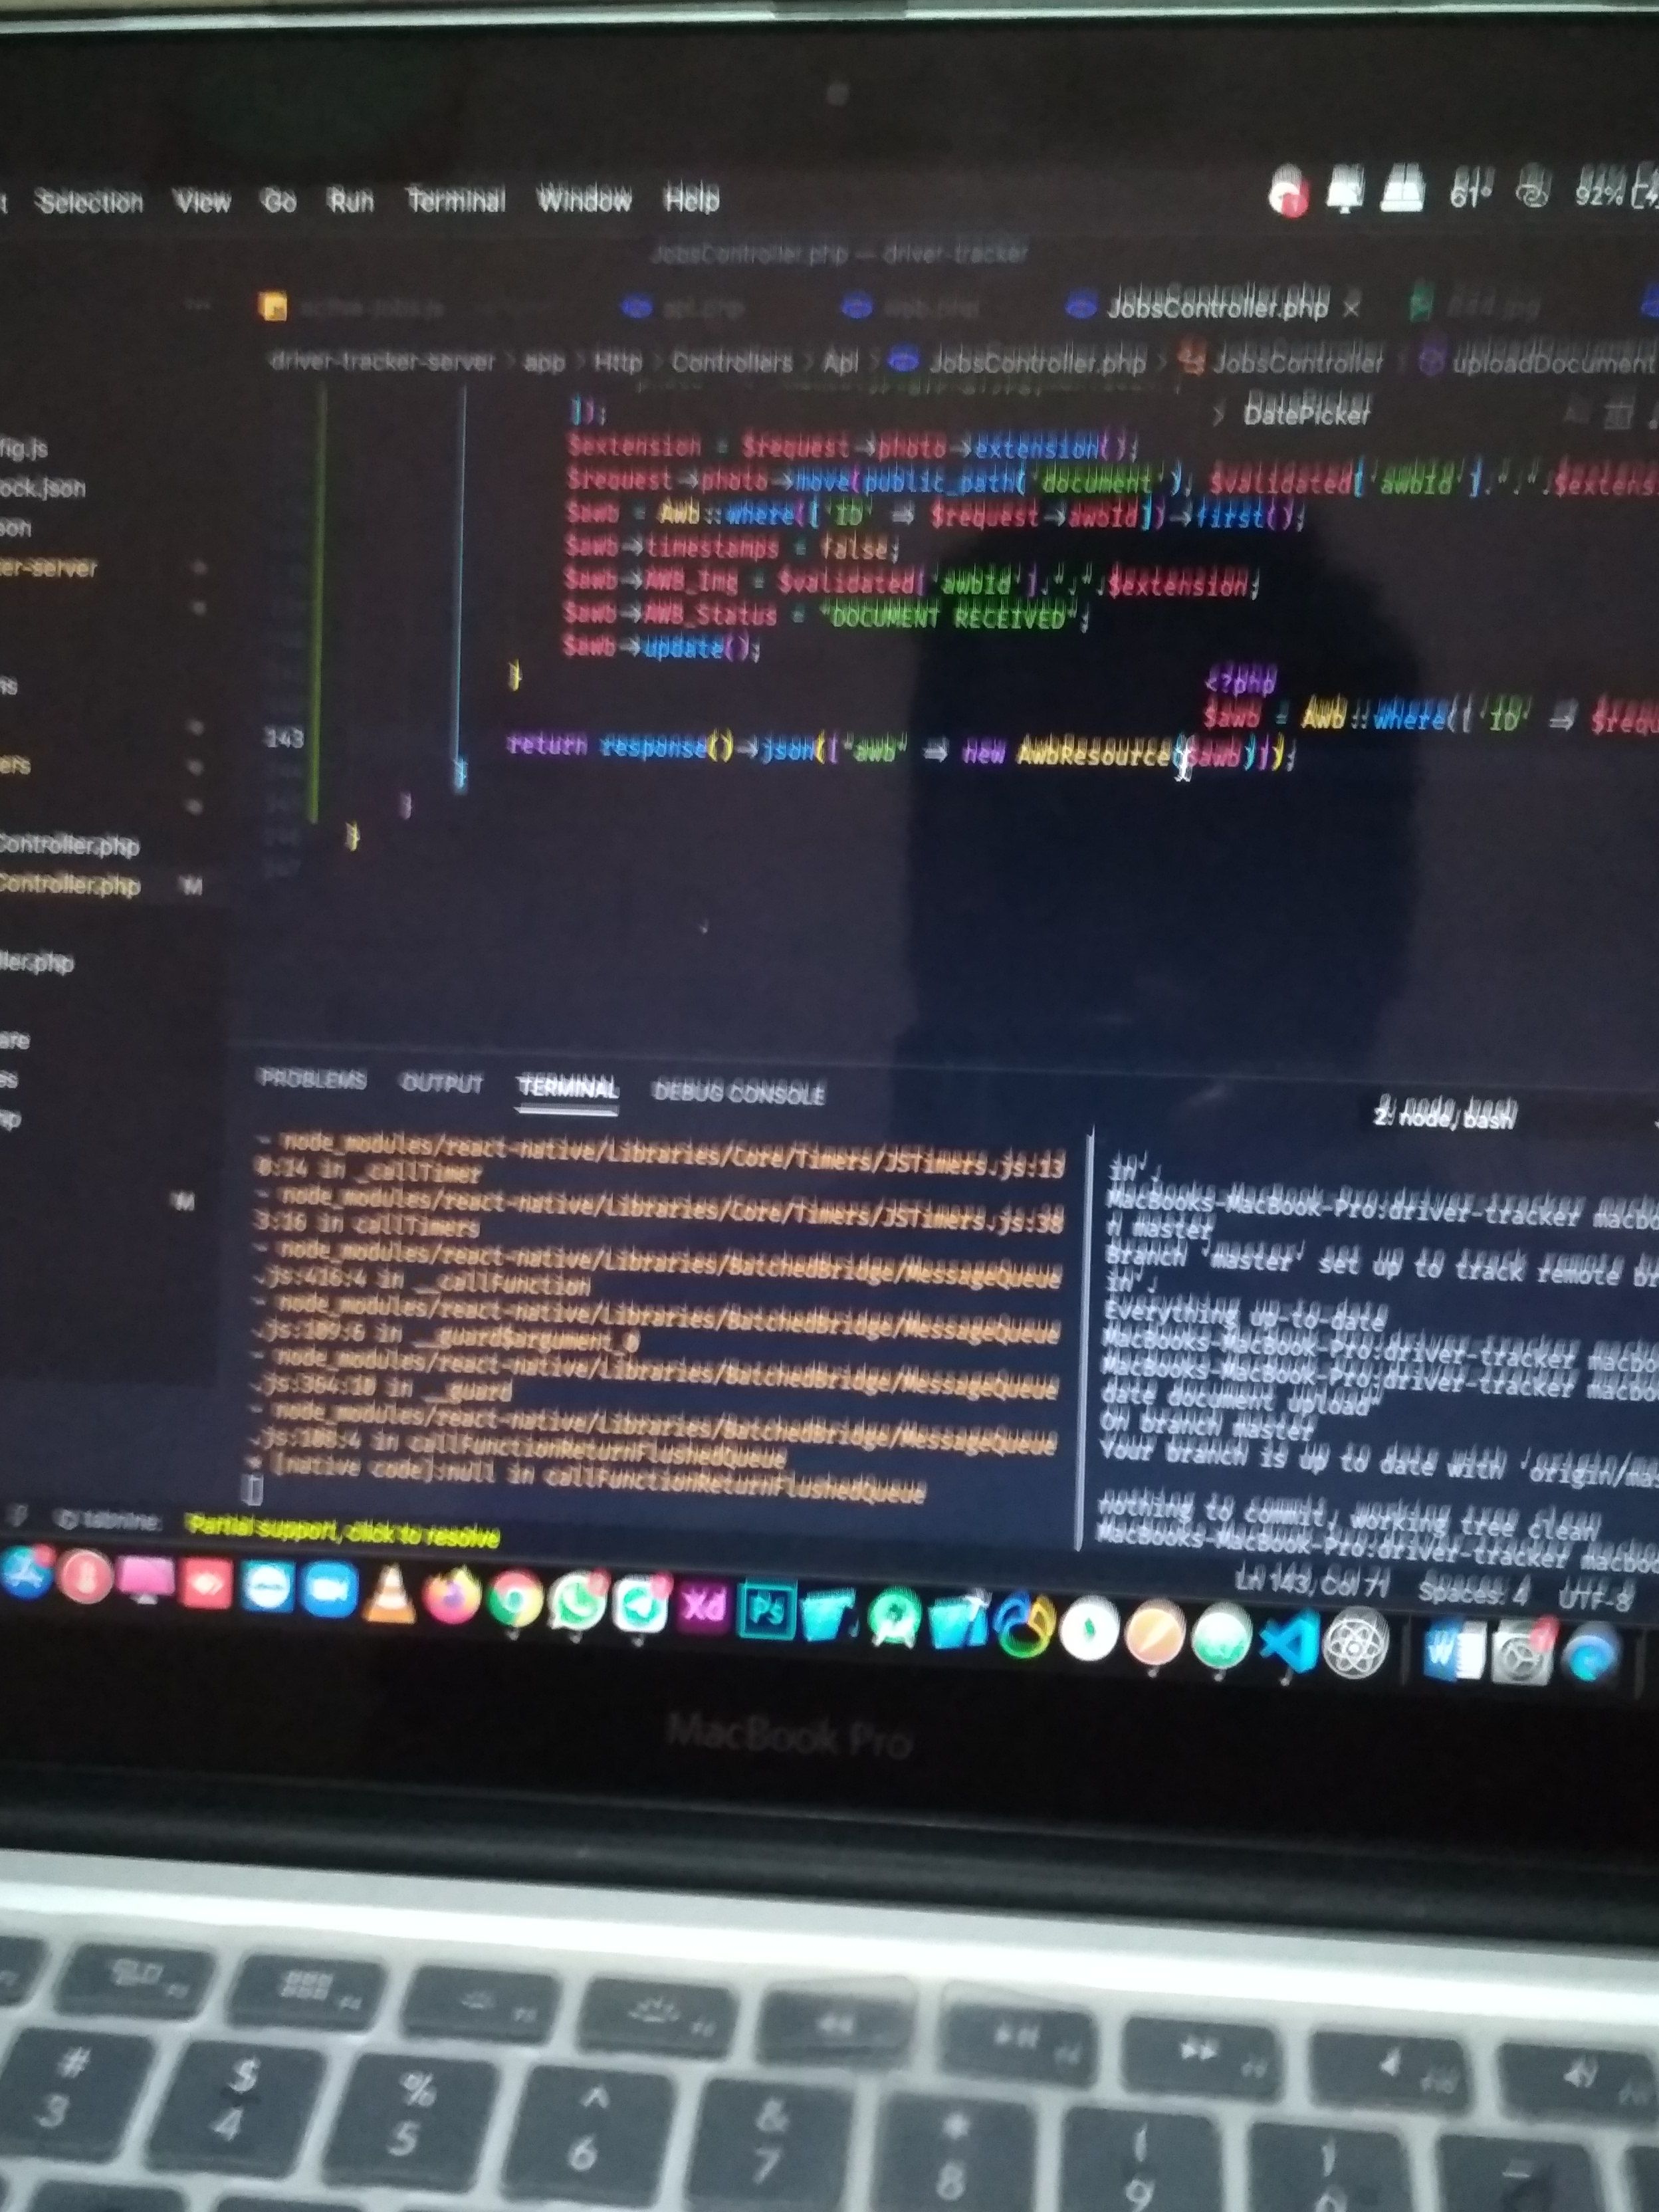 Selection View Go Run Terminal Window Help 61° 92%
JobsController.php — driver-tracker
JobsController.php ×
driver-tracker-server > app > Http > Controllers > Api > JobsController.php > JobsController > uploadDocument
> DatePicker
]);
$extension = $request→photo→extension();
$request→photo→move(public_path('document'), $validated['awbId'].".".$extens
$awb = Awb::where(['ID' ⇒ $request→awbId])→first();
$awb→timestamps = false;
$awb→AWB_Img = $validated['awbId'].".".$extension;
$awb→AWB_Status = "DOCUMENT RECEIVED";
$awb→update();
}
<?php
$awb = Awb::where(['ID' ⇒ $requ
143 return response()→json(["awb" ⇒ new AwbResource($awb)]);
}
}
}
fig.js
ock.json
son
er-server
ns
ers
Controller.php
Controller.php M
ller.php
are
es
hp
M
PROBLEMS OUTPUT TERMINAL DEBUG CONSOLE 2: node, bash
- node_modules/react-native/Libraries/Core/Timers/JSTimers.js:13
0:14 in _callTimer
- node_modules/react-native/Libraries/Core/Timers/JSTimers.js:38
3:16 in callTimers
- node_modules/react-native/Libraries/BatchedBridge/MessageQueue
.js:416:4 in __callFunction
- node_modules/react-native/Libraries/BatchedBridge/MessageQueue
.js:109:6 in __guard$argument_0
- node_modules/react-native/Libraries/BatchedBridge/MessageQueue
.js:364:10 in __guard
- node_modules/react-native/Libraries/BatchedBridge/MessageQueue
.js:108:4 in callFunctionReturnFlushedQueue
* [native code]:null in callFunctionReturnFlushedQueue
in'.
MacBooks-MacBook-Pro:driver-tracker macbo
n master
Branch 'master' set up to track remote br
in'.
Everything up-to-date
MacBooks-MacBook-Pro:driver-tracker macbo
MacBooks-MacBook-Pro:driver-tracker macbo
date document upload"
On branch master
Your branch is up to date with 'origin/mas
nothing to commit, working tree clean
MacBooks-MacBook-Pro:driver-tracker macbo
tabnine: Partial support, click to resolve
Ln 143, Col 71 Spaces: 4 UTF-8
Xd Ps W
MacBook Pro
# $ % ^ & * ( )
3 4 5 6 7 8 9 0